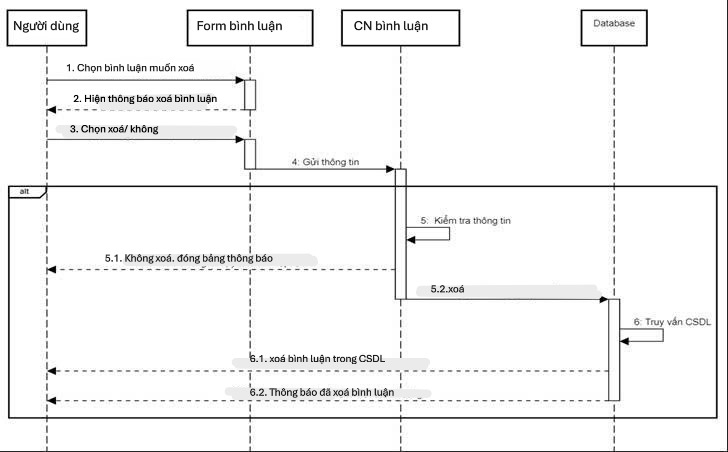 Người dùng
Form bình luận
CN bình luận
Database
1. Chọn bình luận muốn xoá
2. Hiện thông báo xoá bình luận
3. Chọn xoá/ không
4: Gửi thông tin
alt
5: Kiểm tra thông tin
5.1. Không xoá. đóng bảng thông báo
5.2.xoá
6: Truy vấn CSDL
6.1. xoá bình luận trong CSDL
6.2. Thông báo đã xoá bình luận